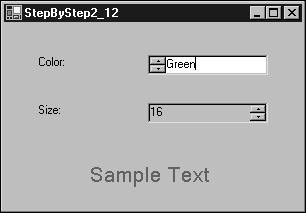 StepByStep2_12
Color:
Green
Size:
16
Sample Text